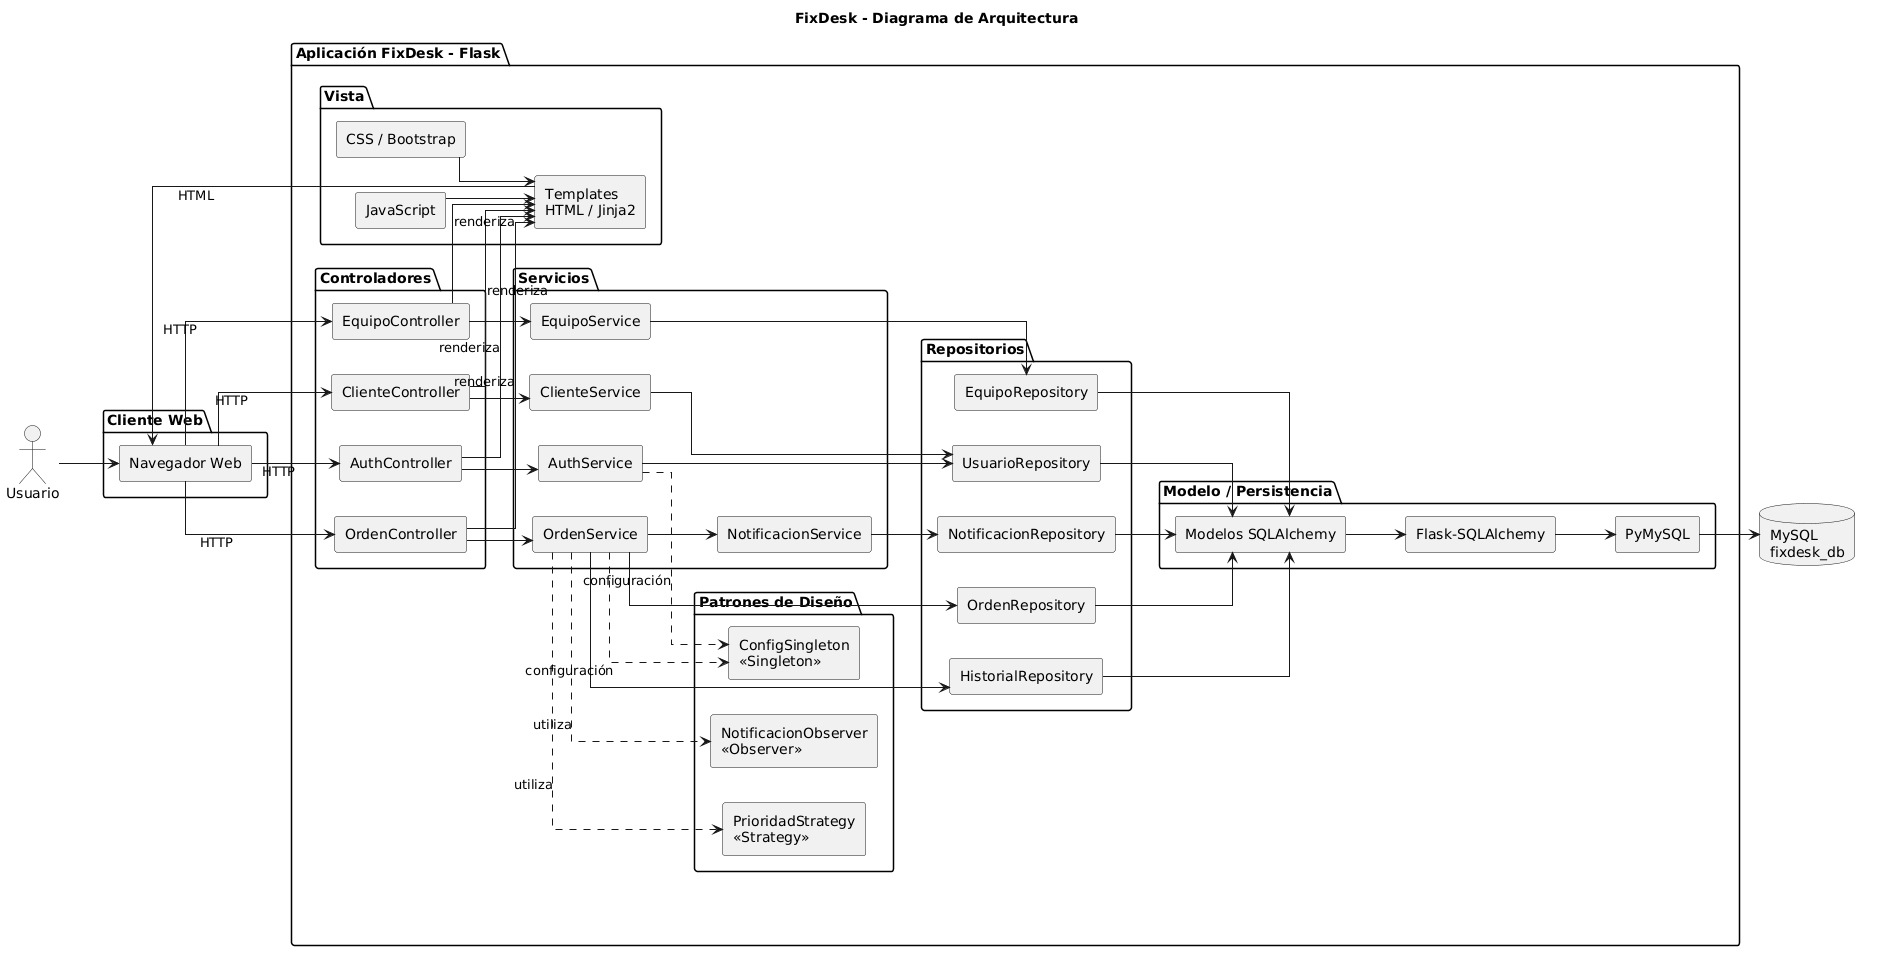 FixDesk - Diagrama de Arquitectura
Aplicación FixDesk - Flask
Vista
CSS / Bootstrap
JavaScript
Templates
HTML / Jinja2
HTML
renderiza
Controladores
Servicios
renderiza
EquipoController
EquipoService
HTTP
renderiza
Repositorios
renderiza
ClienteController
ClienteService
EquipoRepository
HTTP
Cliente Web
Usuario
Navegador Web
HTTP
AuthController
AuthService
UsuarioRepository
Modelo / Persistencia
HTTP
OrdenController
OrdenService
NotificacionService
NotificacionRepository
Modelos SQLAlchemy
Flask-SQLAlchemy
PyMySQL
MySQL
fixdesk_db
configuración
Patrones de Diseño
OrdenRepository
ConfigSingleton
«Singleton»
configuración
HistorialRepository
utiliza
NotificacionObserver
«Observer»
utiliza
PrioridadStrategy
«Strategy»